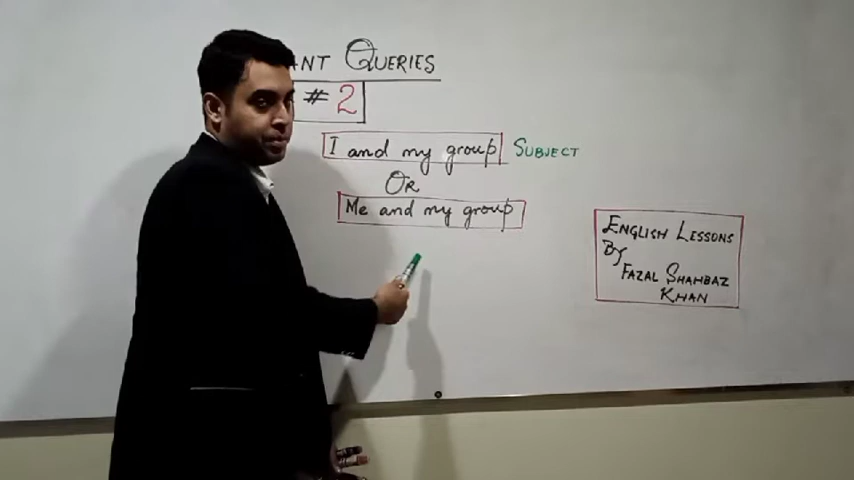 ANT QUERIES
# 2
I and my group SUBJECT
OR
Me and my group
ENGLISH LESSONS
By
FAZAL SHAHBAZ
KHAN